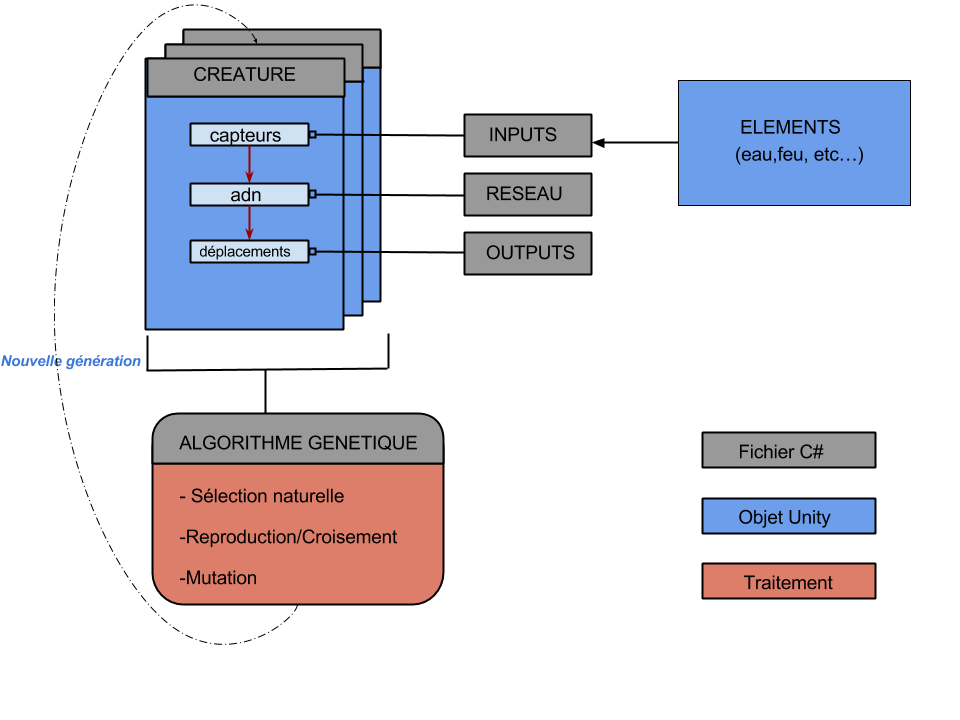 CREATURE
capteurs
adn
déplacements
INPUTS
RESEAU
OUTPUTS
ELEMENTS
(eau,feu, etc...)
Nouvelle génération
ALGORITHME GENETIQUE
- Sélection naturelle
-Reproduction/Croisement
-Mutation
Fichier C#
Objet Unity
Traitement